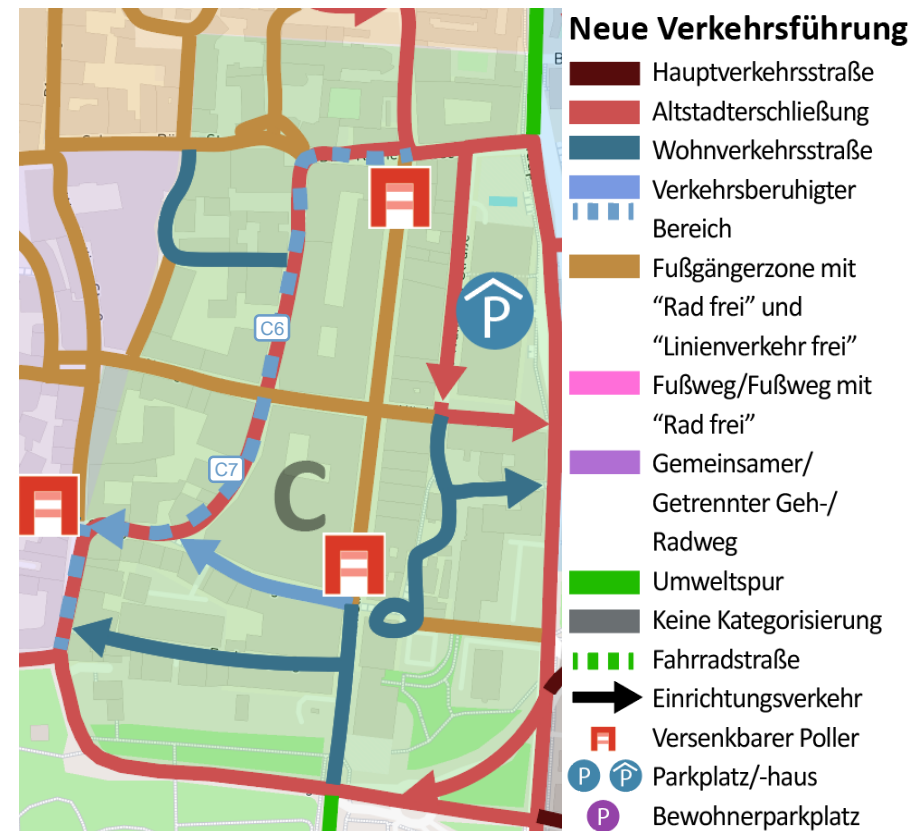 Neue Verkehrsführung
Hauptverkehrsstraße
Altstadterschließung
Wohnverkehrsstraße
Verkehrsberuhigter
Bereich
Fußgängerzone mit
“Rad frei” und
“Linienverkehr frei”
Fußweg/Fußweg mit
“Rad frei”
Gemeinsamer/
Getrennter Geh-/
Radweg
Umweltspur
Keine Kategorisierung
Fahrradstraße
Einrichtungsverkehr
Versenkbarer Poller
P P Parkplatz/-haus
P Bewohnerparkplatz
P
C6
C7
C